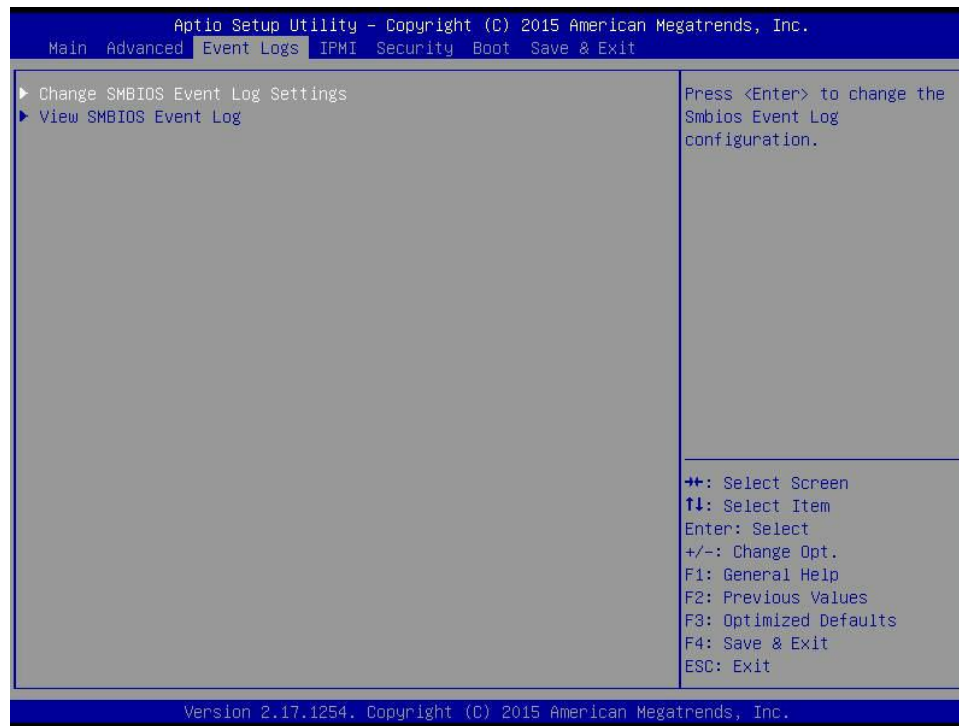 Aptio Setup Utility – Copyright (C) 2015 American Megatrends, Inc.
Main Advanced Event Logs IPMI Security Boot Save & Exit
▶ Change SMBIOS Event Log Settings
▶ View SMBIOS Event Log
Press <Enter> to change the
Smbios Event Log
configuration.
→←: Select Screen
↑↓: Select Item
Enter: Select
+/-: Change Opt.
F1: General Help
F2: Previous Values
F3: Optimized Defaults
F4: Save & Exit
ESC: Exit
Version 2.17.1254. Copyright (C) 2015 American Megatrends, Inc.